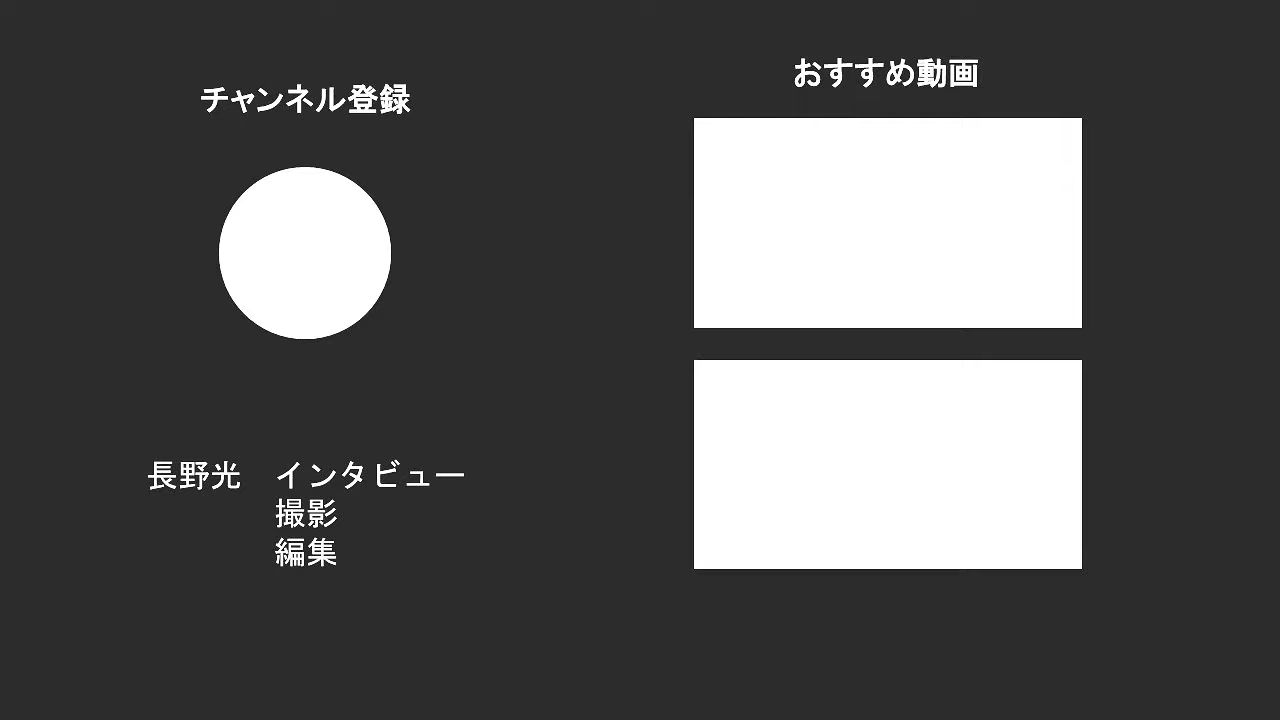 チャンネル登録
おすすめ動画
長野光　インタビュー
撮影
編集